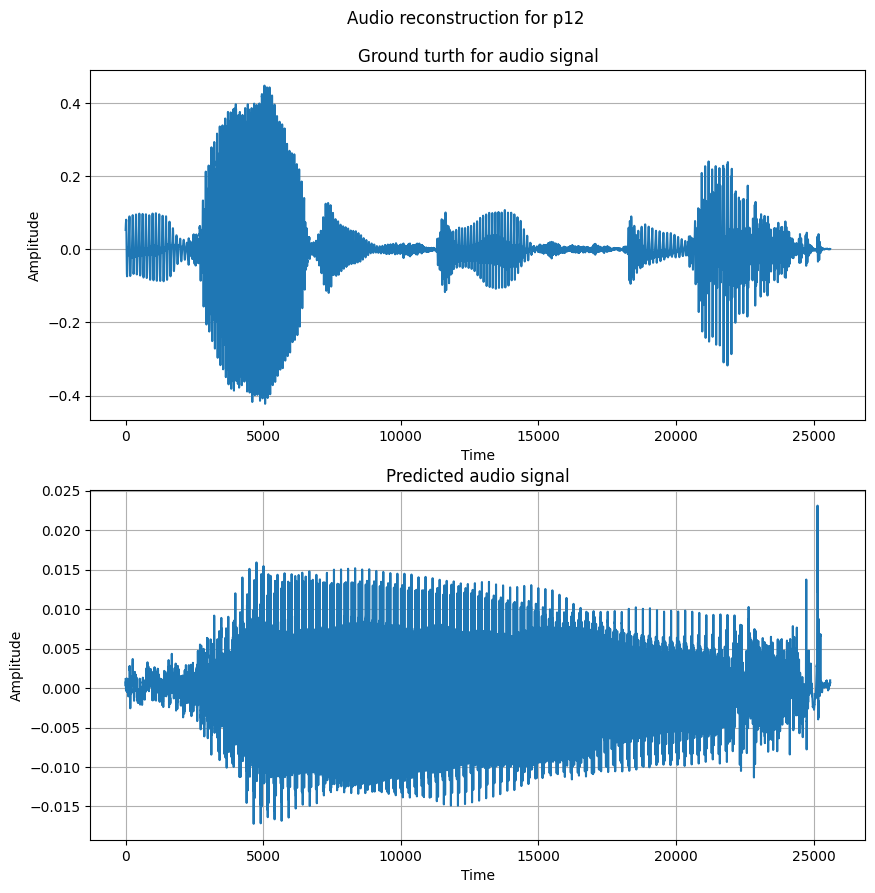 Audio reconstruction for p12
Ground turth for audio signal
0.4
0.2
0.0
−0.2
−0.4
Amplitude
0 5000 10000 15000 20000 25000
Time
Predicted audio signal
0.025
0.020
0.015
0.010
0.005
0.000
−0.005
−0.010
−0.015
Amplitude
0 5000 10000 15000 20000 25000
Time